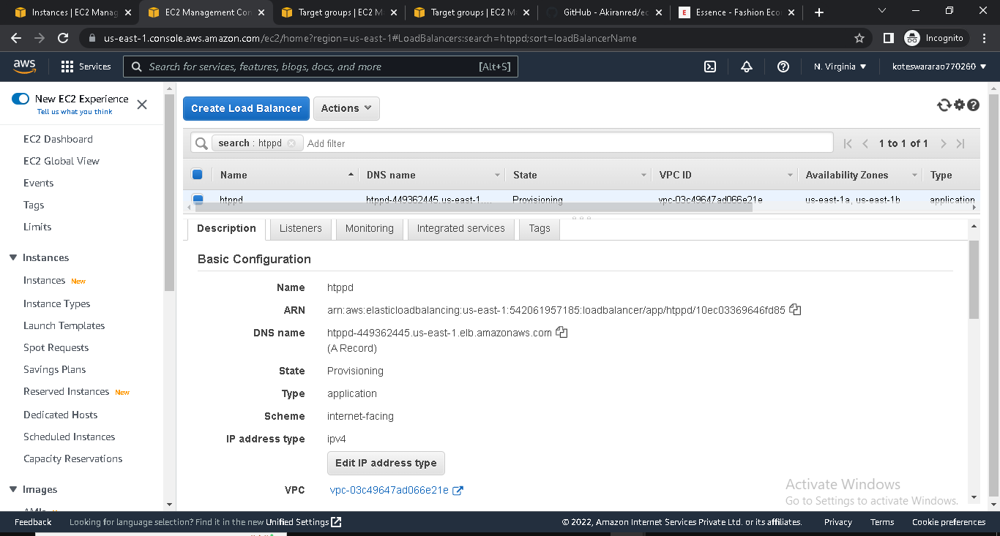 Instances | EC2 Manag
EC2 Management Con
Target groups | EC2 M
Target groups | EC2 M
GitHub - Akiranred/ec
Essence - Fashion Eco
us-east-1.console.aws.amazon.com/ec2/home?region=us-east-1#LoadBalancers:search=htppd;sort=loadBalancerName
Incognito
aws
Services
Search for services, features, blogs, docs, and more
[Alt+S]
N. Virginia
koteswararao770260
New EC2 Experience
Tell us what you think
EC2 Dashboard
EC2 Global View
Events
Tags
Limits
Instances
Instances New
Instance Types
Launch Templates
Spot Requests
Savings Plans
Reserved Instances New
Dedicated Hosts
Scheduled Instances
Capacity Reservations
Images
AMIs
Create Load Balancer
Actions
search : htppd
Add filter
1 to 1 of 1
Name DNS name State VPC ID Availability Zones Type
htppd htppd-449362445.us-east-1.... Provisioning vpc-03c49647ad066e21e us-east-1a, us-east-1b application
Description Listeners Monitoring Integrated services Tags
Basic Configuration
Name htppd
ARN arn:aws:elasticloadbalancing:us-east-1:542061957185:loadbalancer/app/htppd/10ec03369646fd85
DNS name htppd-449362445.us-east-1.elb.amazonaws.com
(A Record)
State Provisioning
Type application
Scheme internet-facing
IP address type ipv4
Edit IP address type
VPC vpc-03c49647ad066e21e
Activate Windows
Go to Settings to activate Windows.
Feedback Looking for language selection? Find it in the new Unified Settings © 2022, Amazon Internet Services Private Ltd. or its affiliates. Privacy Terms Cookie preferences